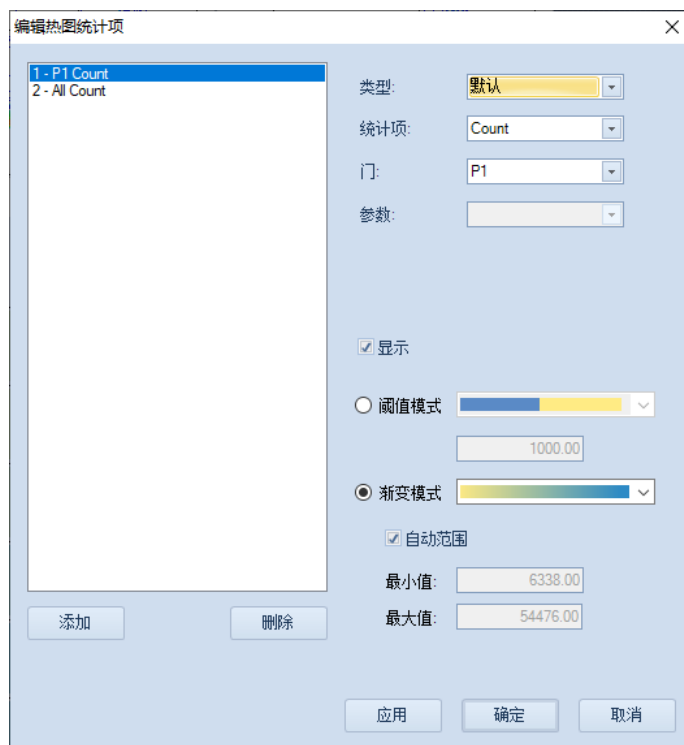 编辑热图统计项
1 - P1 Count
2 - All Count
类型:
默认
统计项:
Count
门:
P1
参数:
显示
阈值模式
1000.00
渐变模式
自动范围
最小值:
6338.00
最大值:
54476.00
添加
删除
应用
确定
取消